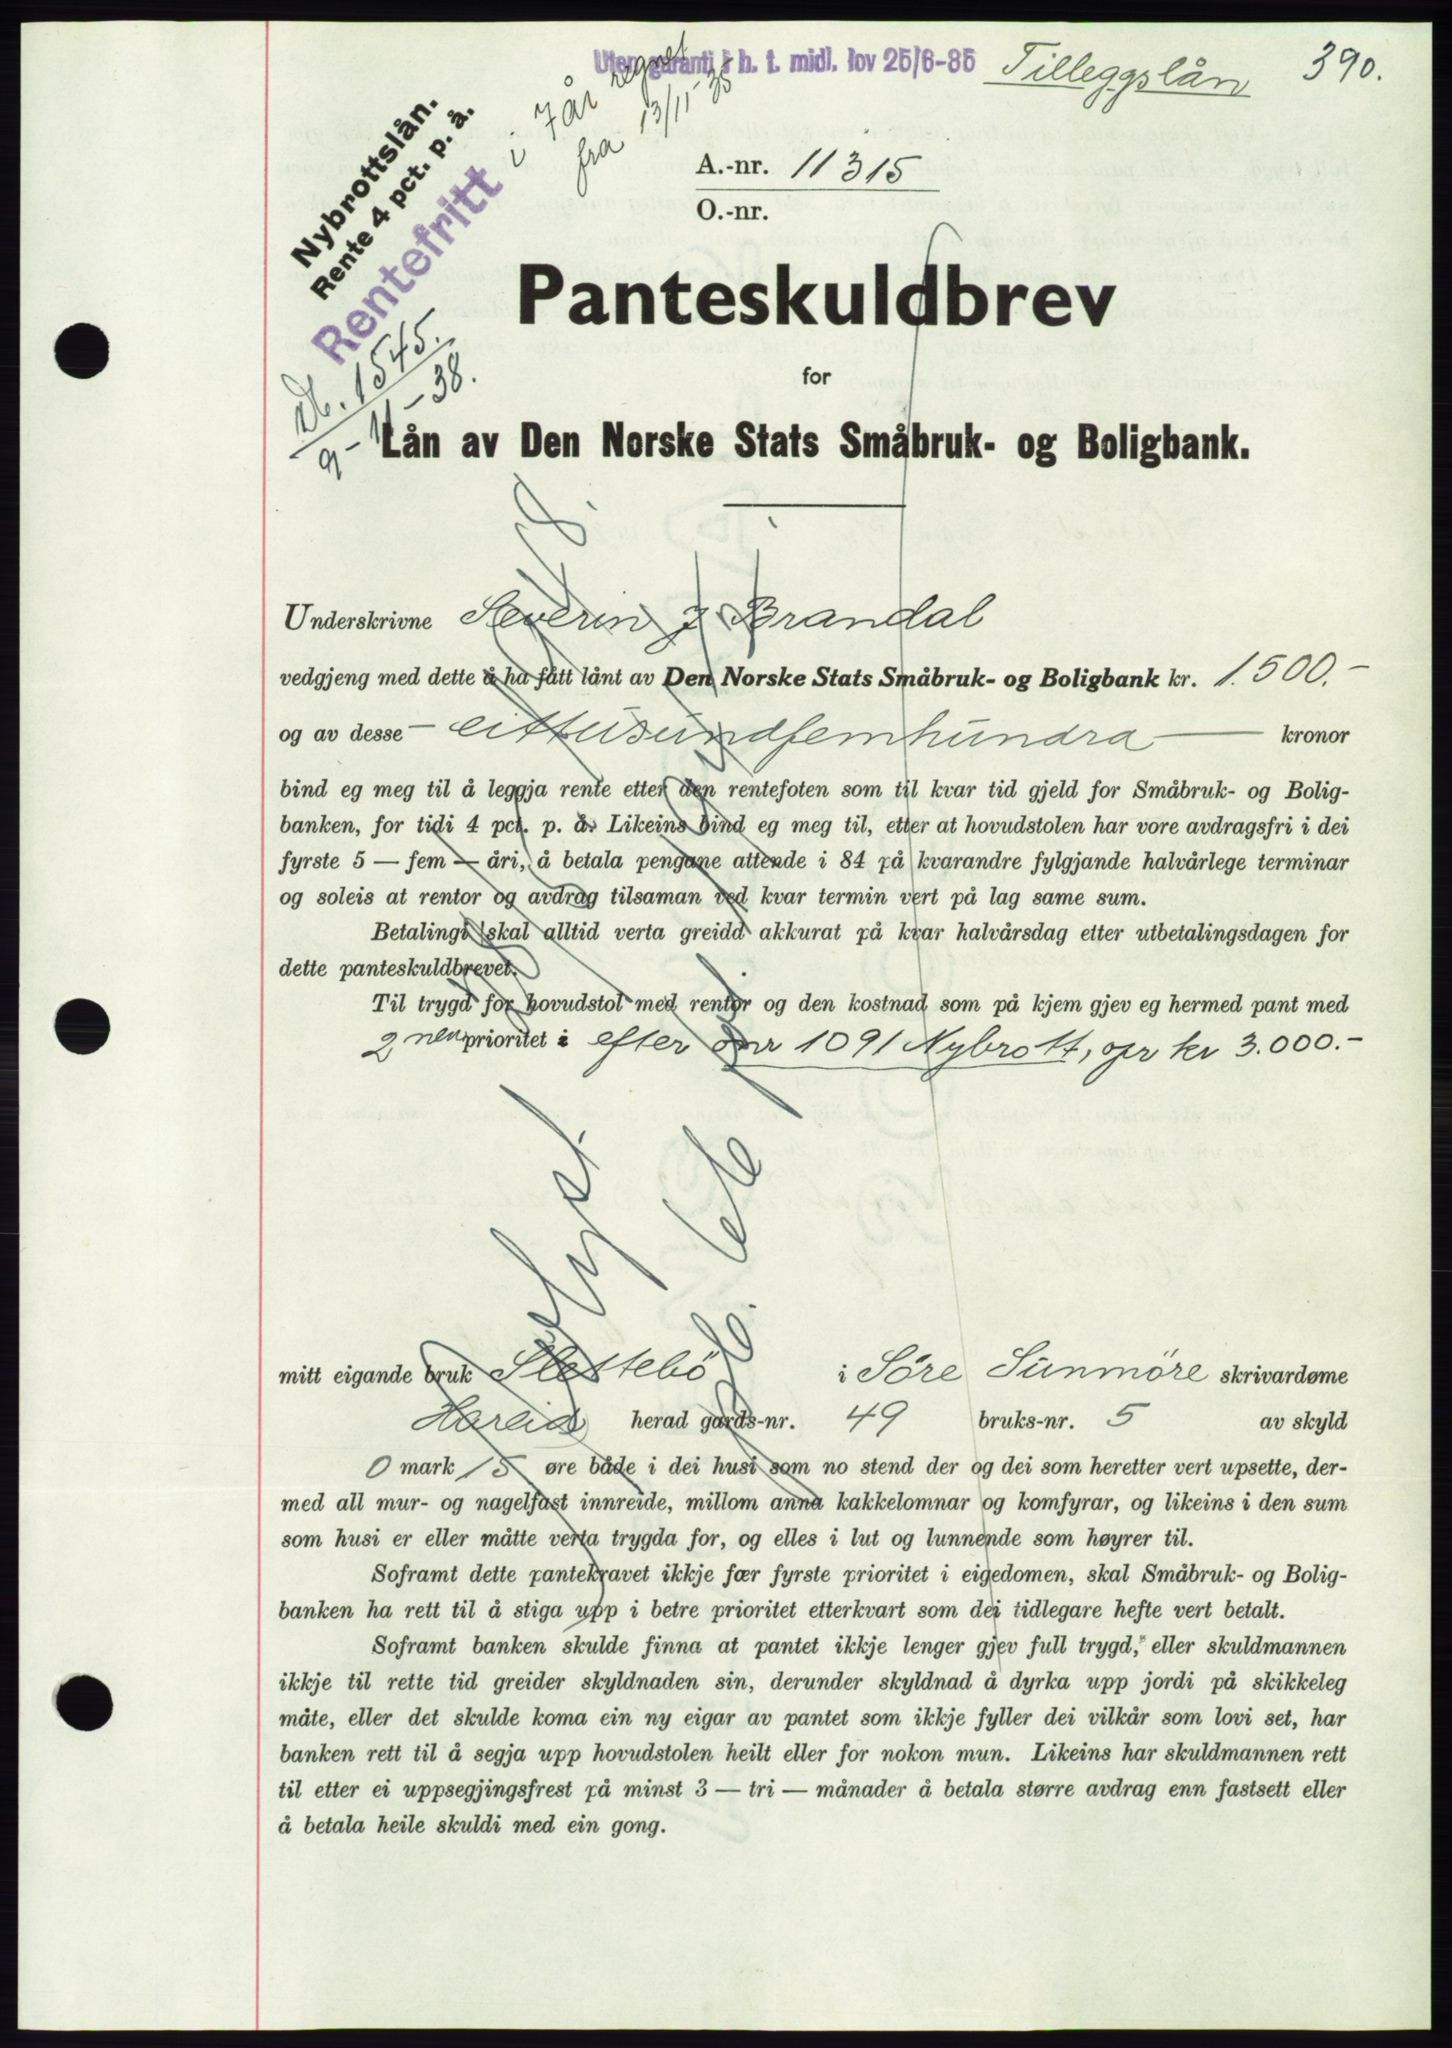 Uten garanti i h. t. midl. lov 25/6-35
Tilleggslån
390.
Nybrottslån.
Rente 4 pct. p. å.
Rentefritt i 7 år regnet
fra 13/11-35
A.-nr. 11315
O.-nr.
Panteskuldbrev
for
Db. 1545.
9-11-38.
Lån av Den Norske Stats Småbruk- og Boligbank.
Underskrivne Severin J. Brandal
vedgjeng med dette å ha fått lånt av Den Norske Stats Småbruk- og Boligbank kr. 1.500.-
og av desse - eittusundfemhundra - kronor
bind eg meg til å leggja rente etter den rentefoten som til kvar tid gjeld for Småbruk- og Bolig-
banken, for tidi 4 pct. p. å. Likeins bind eg meg til, etter at hovudstolen har vore avdragsfri i dei
fyrste 5 — fem — åri, å betala pengane attende i 84 på kvarandre fylgjande halvårlege terminar
og soleis at rentor og avdrag tilsaman ved kvar termin vert på lag same sum.
Betalingi skal alltid verta greidd akkurat på kvar halvårsdag etter utbetalingsdagen for
dette panteskuldbrevet.
Til trygd for hovudstol med rentor og den kostnad som på kjem gjev eg hermed pant med
2nen prioritet i efter onr 1091 Nybrott, opr kr 3.000.-
mitt eigande bruk Slettebö i Söre Sunmöre skrivardøme
Hareid herad gards-nr. 49 bruks-nr. 5 av skyld
0 mark 15 øre både i dei husi som no stend der og dei som heretter vert upsette, der-
med all mur- og nagelfast innreide, millom anna kakkelomnar og komfyrar, og likeins i den sum
som husi er eller måtte verta trygda for, og elles i lut og lunnende som høyrer til.
Soframt dette pantekravet ikkje fær fyrste prioritet i eigedomen, skal Småbruk- og Bolig-
banken ha rett til å stiga upp i betre prioritet etterkvart som dei tidlegare hefte vert betalt.
Soframt banken skulde finna at pantet ikkje lenger gjev full trygd, eller skuldmannen
ikkje til rette tid greider skyldnaden sin, derunder skyldnad å dyrka upp jordi på skikkeleg
måte, eller det skulde koma ein ny eigar av pantet som ikkje fyller dei vilkår som lovi set, har
banken rett til å segja upp hovudstolen heilt eller for nokon mun. Likeins har skuldmannen rett
til etter ei uppsegjingsfrest på minst 3 — tri — månader å betala større avdrag enn fastsett eller
å betala heile skuldi med ein gong.